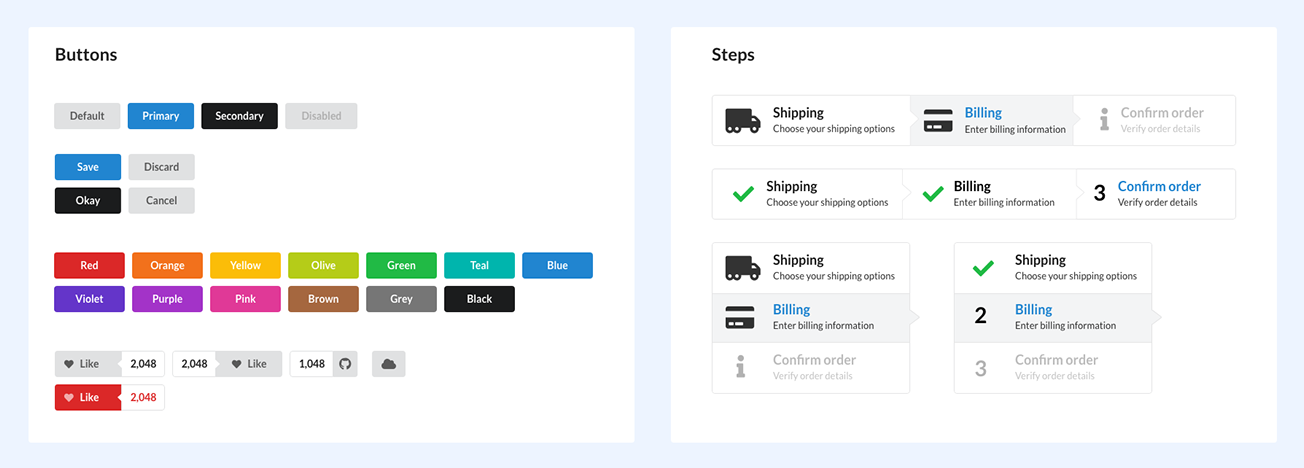 Buttons
Default Primary Secondary Disabled
Save Discard
Okay Cancel
Red Orange Yellow Olive Green Teal Blue
Violet Purple Pink Brown Grey Black
Like 2,048 2,048 Like 1,048
Like 2,048
Steps
Shipping Billing Confirm order
Choose your shipping options Enter billing information Verify order details
Shipping Billing 3 Confirm order
Choose your shipping options Enter billing information Verify order details
Shipping
Choose your shipping options
Billing
Enter billing information
Confirm order
Verify order details
Shipping
Choose your shipping options
2 Billing
Enter billing information
3 Confirm order
Verify order details